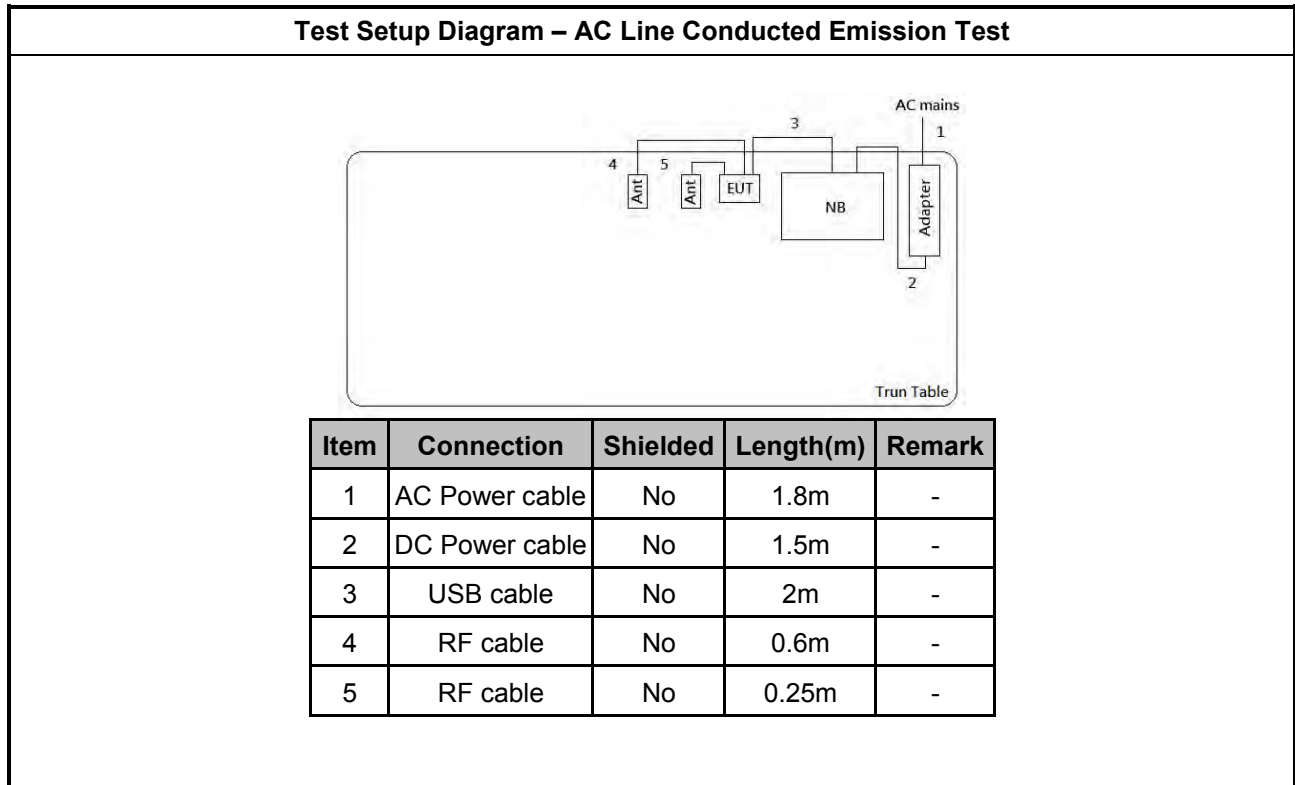 Test Setup Diagram – AC Line Conducted Emission Test
AC mains
3
1
4
5
Ant
Ant
EUT
NB
Adapter
2
Trun Table
Item Connection Shielded Length(m) Remark
1 AC Power cable No 1.8m -
2 DC Power cable No 1.5m -
3 USB cable No 2m -
4 RF cable No 0.6m -
5 RF cable No 0.25m -